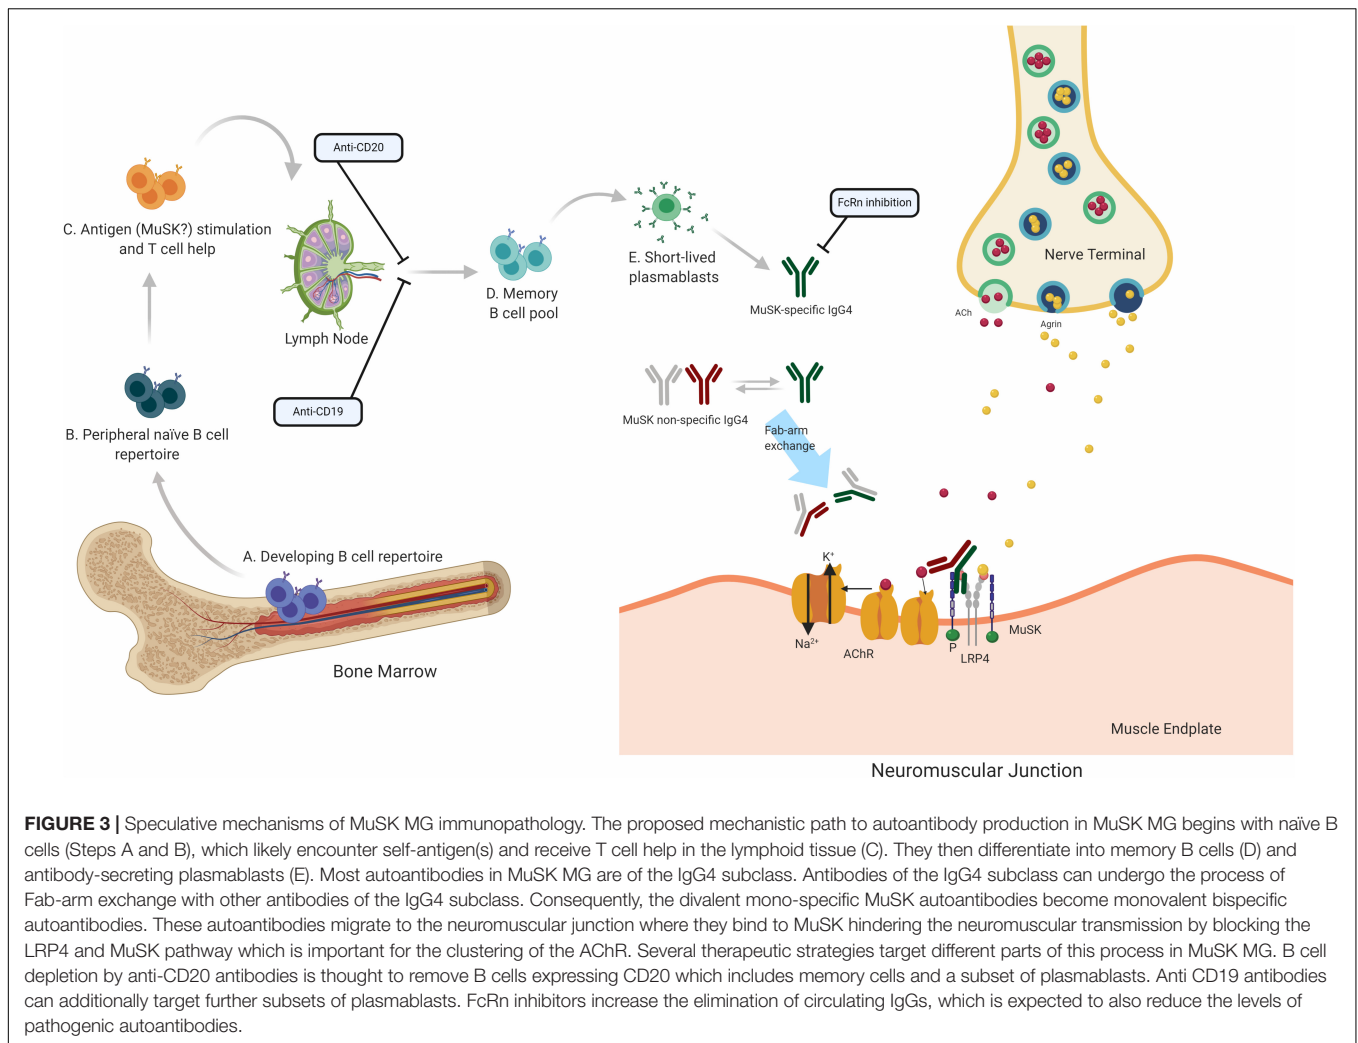 Anti-CD20
C. Antigen (MuSK?) stimulation
and T cell help
Lymph Node
Anti-CD19
B. Peripheral naïve B cell
repertoire
A. Developing B cell repertoire
Bone Marrow
D. Memory
B cell pool
E. Short-lived
plasmablasts
FcRn inhibition
MuSK-specific IgG4
MuSK non-specific IgG4
Fab-arm
exchange
Nerve Terminal
ACh
Agrin
K⁺
Na²⁺
AChR
P
LRP4
MuSK
Muscle Endplate
Neuromuscular Junction
FIGURE 3 | Speculative mechanisms of MuSK MG immunopathology. The proposed mechanistic path to autoantibody production in MuSK MG begins with naïve B
cells (Steps A and B), which likely encounter self-antigen(s) and receive T cell help in the lymphoid tissue (C). They then differentiate into memory B cells (D) and
antibody-secreting plasmablasts (E). Most autoantibodies in MuSK MG are of the IgG4 subclass. Antibodies of the IgG4 subclass can undergo the process of
Fab-arm exchange with other antibodies of the IgG4 subclass. Consequently, the divalent mono-specific MuSK autoantibodies become monovalent bispecific
autoantibodies. These autoantibodies migrate to the neuromuscular junction where they bind to MuSK hindering the neuromuscular transmission by blocking the
LRP4 and MuSK pathway which is important for the clustering of the AChR. Several therapeutic strategies target different parts of this process in MuSK MG. B cell
depletion by anti-CD20 antibodies is thought to remove B cells expressing CD20 which includes memory cells and a subset of plasmablasts. Anti CD19 antibodies
can additionally target further subsets of plasmablasts. FcRn inhibitors increase the elimination of circulating IgGs, which is expected to also reduce the levels of
pathogenic autoantibodies.